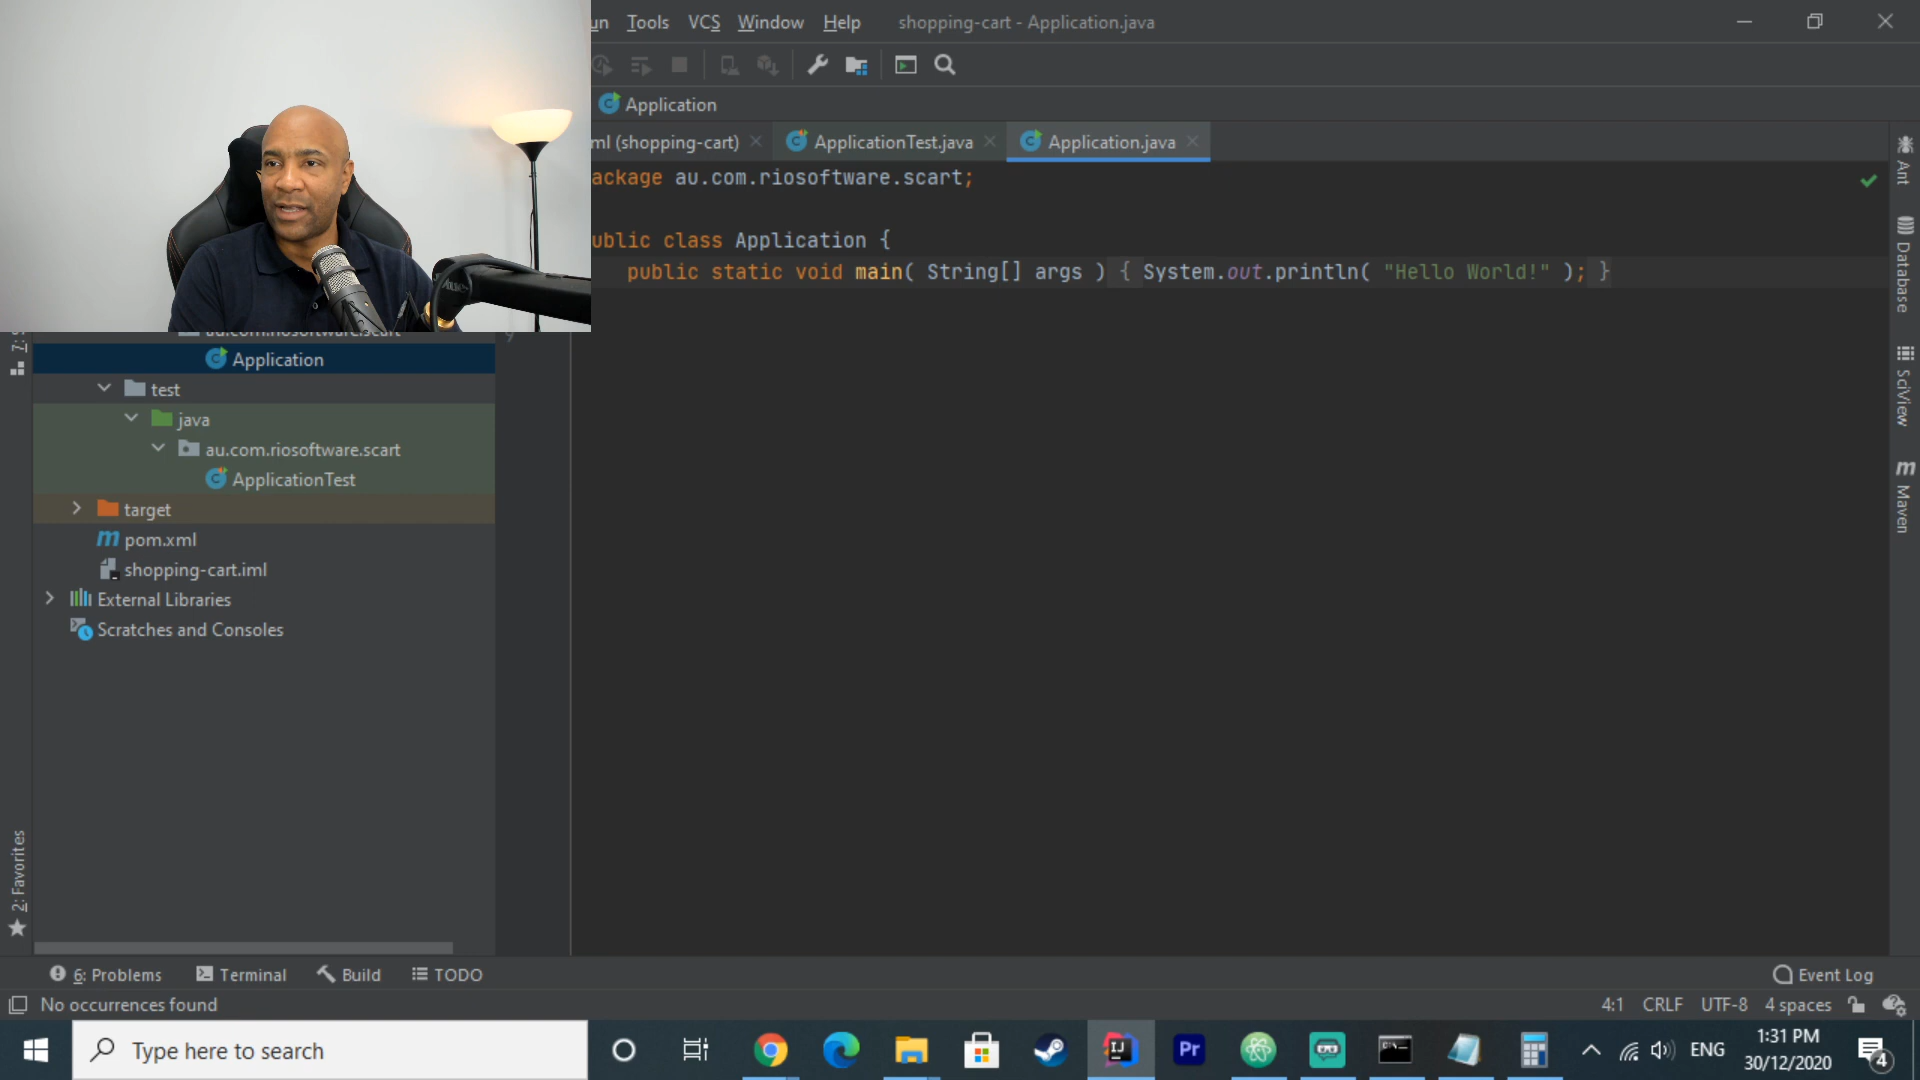 Tools VCS Window Help shopping-cart - Application.java
Application
ml (shopping-cart) ApplicationTest.java Application.java
ackage au.com.riosoftware.scart;
ublic class Application {
public static void main( String[] args ) { System.out.println( "Hello World!" ); }
Application
test
java
au.com.riosoftware.scart
ApplicationTest
target
pom.xml
shopping-cart.iml
External Libraries
Scratches and Consoles
2: Favorites
Ant
Database
SciView
Maven
6: Problems Terminal Build TODO Event Log
No occurrences found 4:1 CRLF UTF-8 4 spaces
Type here to search ENG 1:31 PM
30/12/2020 4